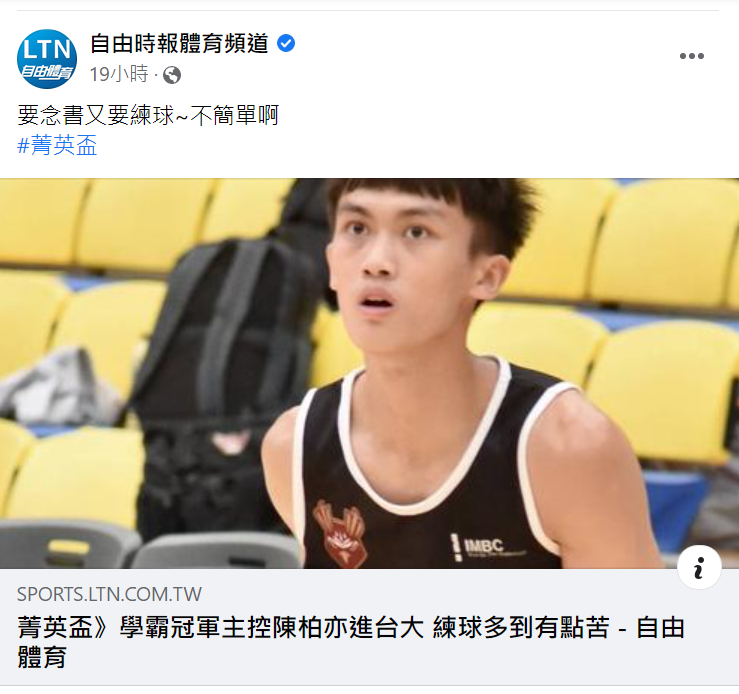 LTN
自由體育
自由時報體育頻道
19小時 ·
要念書又要練球~不簡單啊
#菁英盃
IMBC
SPORTS.LTN.COM.TW
菁英盃》學霸冠軍主控陳柏亦進台大 練球多到有點苦 - 自由
體育